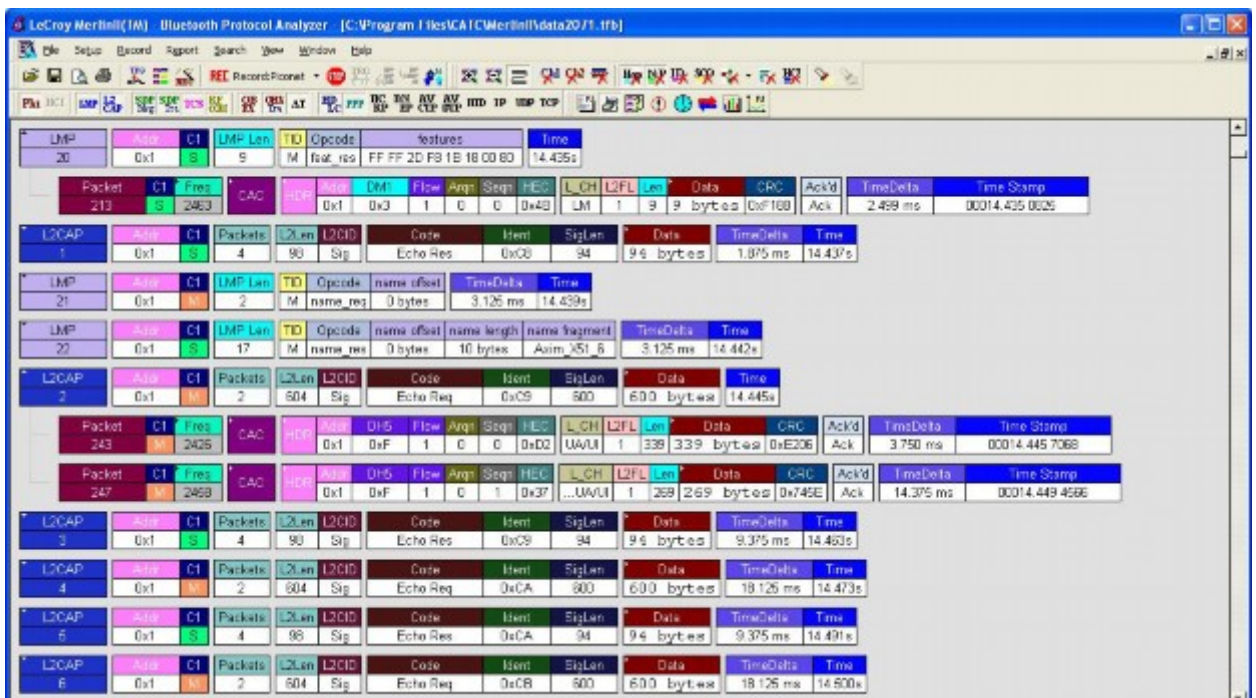 LeCroy MerlinII(TM) - Bluetooth Protocol Analyzer - [C:\Program Files\CATC\MerlinII\data2071.tfb]
File Setup Record Report Search View Window Help
REC Record:Piconet
LMP Addr C1 LMP Len TID Opcode features Time
20 0x1 S 9 M feat_res FF FF 2D F8 1B 18 00 80 14.435s
Packet C1 Freq CAC HDR Addr DM1 Flow Arqn Seqn HEC L_CH L2FL Len Data CRC Ack'd TimeDelta Time Stamp
213 S 2463 0x1 0x3 1 0 0 0x4B LM 1 9 9 bytes Ack 2.499 ms 00014.435 0825
L2CAP Addr C1 Packets L2Len L2CID Code Ident SigLen Data TimeDelta Time
1 0x1 S 4 98 Sig Echo Res 0xC8 94 94 bytes 1.875 ms 14.437s
LMP Addr C1 LMP Len TID Opcode name offset TimeDelta Time
21 0x1 M 2 M name_req 0 bytes 3.125 ms 14.439s
LMP Addr C1 LMP Len TID Opcode name offset name length name fragment TimeDelta Time
22 0x1 S 17 M name_res 0 bytes 10 bytes Axim_X51_6 3.125 ms 14.442s
L2CAP Addr C1 Packets L2Len L2CID Code Ident SigLen Data Time
2 0x1 M 2 604 Sig Echo Req 0xC9 600 600 bytes 14.445s
Packet C1 Freq CAC HDR Addr DH5 Flow Arqn Seqn HEC L_CH L2FL Len Data CRC Ack'd TimeDelta Time Stamp
243 M 2426 0x1 0xF 1 0 0 0xD2 UA/UI 1 339 339 bytes 0xE206 Ack 3.750 ms 00014.445 7068
Packet C1 Freq CAC HDR Addr DH5 Flow Arqn Seqn HEC L_CH L2FL Len Data CRC Ack'd TimeDelta Time Stamp
247 M 0x1 0xF 1 0 1 0x37 ...UA/UI 1 269 269 bytes 0x745E Ack 14.375 ms 00014.449 4566
L2CAP Addr C1 Packets L2Len L2CID Code Ident SigLen Data TimeDelta Time
3 0x1 S 4 98 Sig Echo Res 0xC9 94 94 bytes 9.375 ms 14.463s
L2CAP Addr C1 Packets L2Len L2CID Code Ident SigLen Data TimeDelta Time
4 0x1 M 2 604 Sig Echo Req 0xCA 600 600 bytes 18.125 ms 14.473s
L2CAP Addr C1 Packets L2Len L2CID Code Ident SigLen Data TimeDelta Time
5 0x1 S 4 98 Sig Echo Res 0xCA 94 94 bytes 9.375 ms 14.491s
L2CAP Addr C1 Packets L2Len L2CID Code Ident SigLen Data TimeDelta Time
6 0x1 M 2 604 Sig Echo Req 0xCB 600 600 bytes 18.125 ms 14.500s